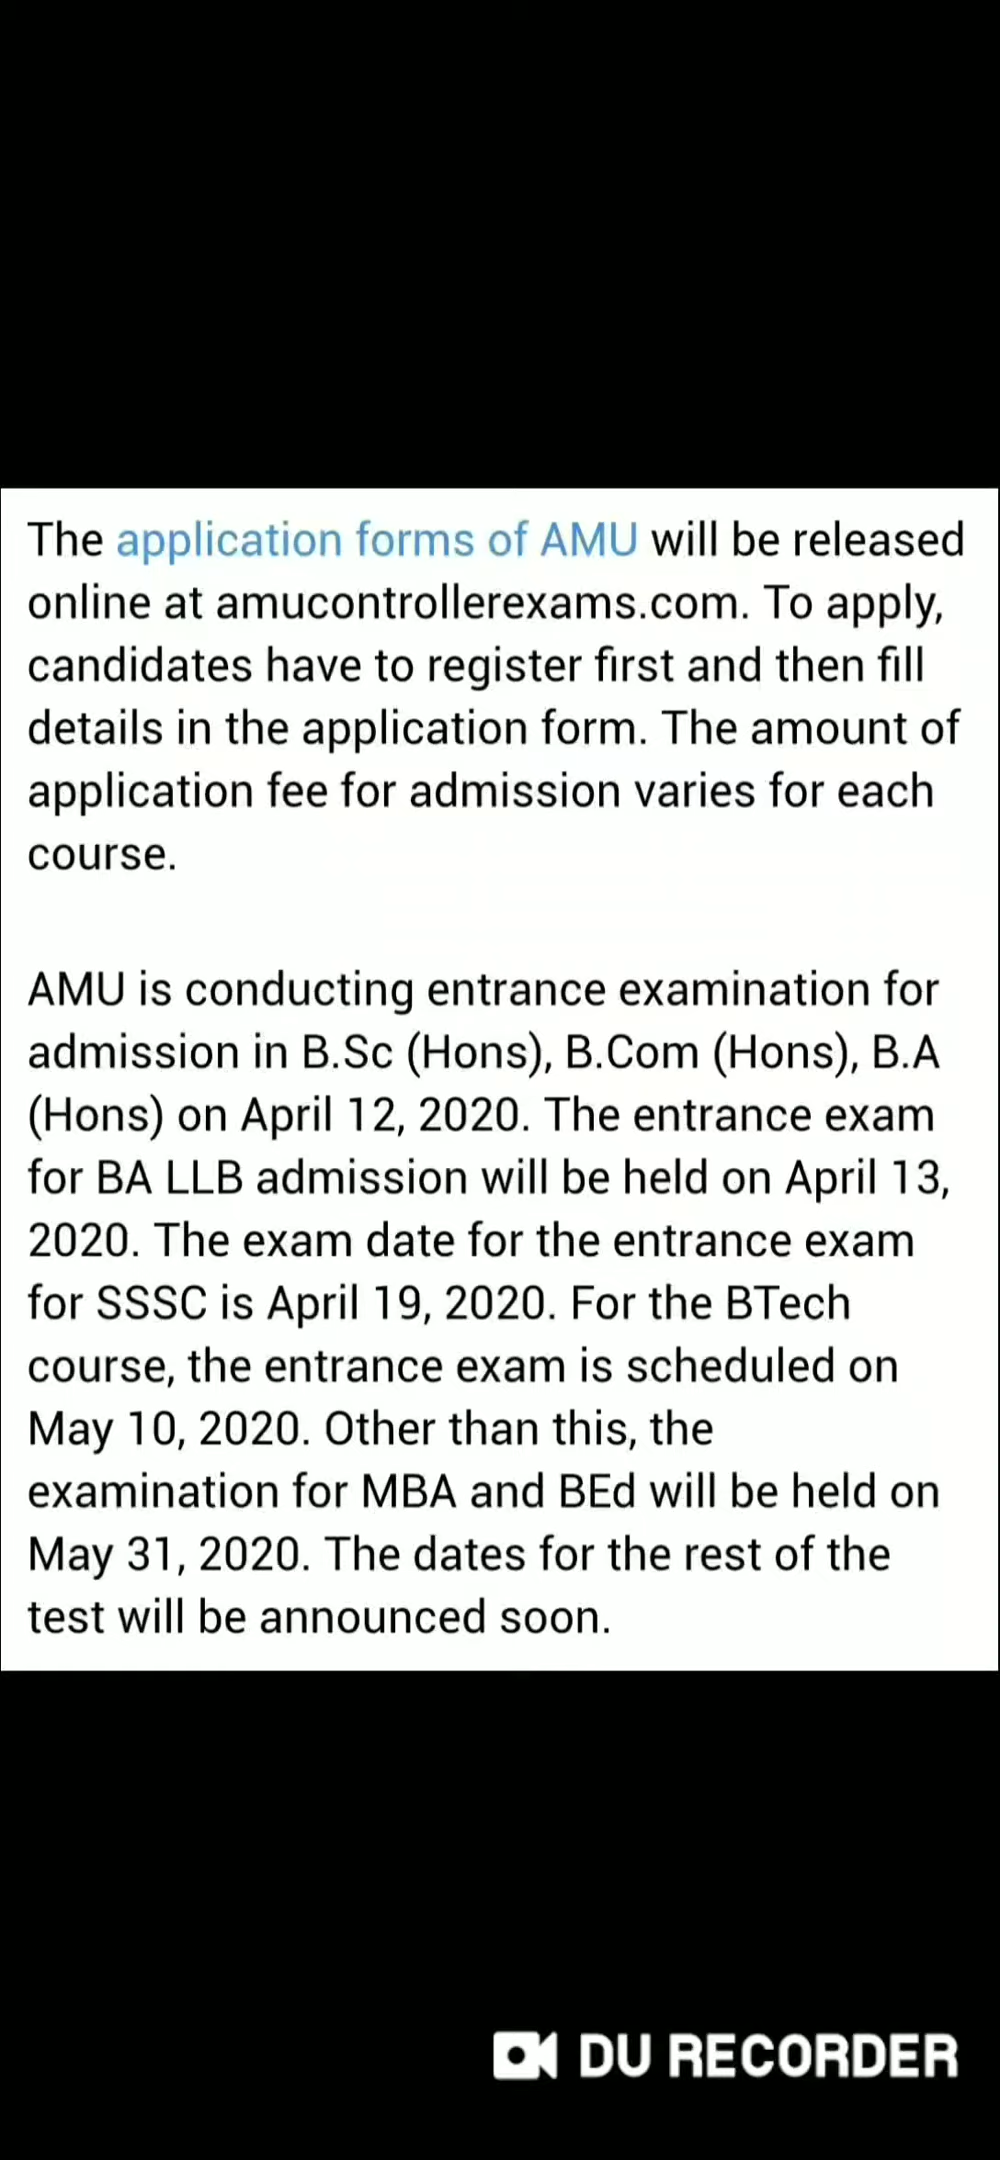 The application forms of AMU will be released
online at amucontrollerexams.com. To apply,
candidates have to register first and then fill
details in the application form. The amount of
application fee for admission varies for each
course.
AMU is conducting entrance examination for
admission in B.Sc (Hons), B.Com (Hons), B.A
(Hons) on April 12, 2020. The entrance exam
for BA LLB admission will be held on April 13,
2020. The exam date for the entrance exam
for SSSC is April 19, 2020. For the BTech
course, the entrance exam is scheduled on
May 10, 2020. Other than this, the
examination for MBA and BEd will be held on
May 31, 2020. The dates for the rest of the
test will be announced soon.
DU RECORDER